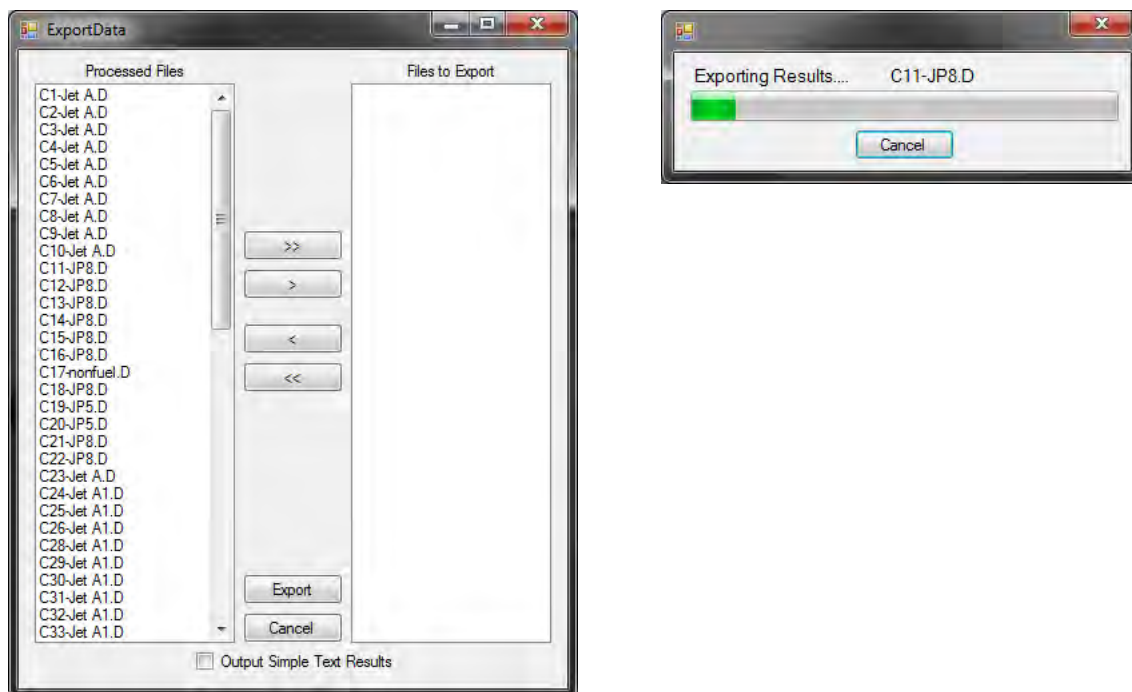 ExportData
Processed Files
Files to Export
C1-Jet A.D
C2-Jet A.D
C3-Jet A.D
C4-Jet A.D
C5-Jet A.D
C6-Jet A.D
C7-Jet A.D
C8-Jet A.D
C9-Jet A.D
C10-Jet A.D
C11-JP8.D
C12-JP8.D
C13-JP8.D
C14-JP8.D
C15-JP8.D
C16-JP8.D
C17-nonfuel.D
C18-JP8.D
C19-JP5.D
C20-JP5.D
C21-JP8.D
C22-JP8.D
C23-Jet A.D
C24-Jet A1.D
C25-Jet A1.D
C26-Jet A1.D
C28-Jet A1.D
C29-Jet A1.D
C30-Jet A1.D
C31-Jet A1.D
C32-Jet A1.D
C33-Jet A1.D
>>
>
<
<<
Export
Cancel
Output Simple Text Results
Exporting Results.... C11-JP8.D
Cancel